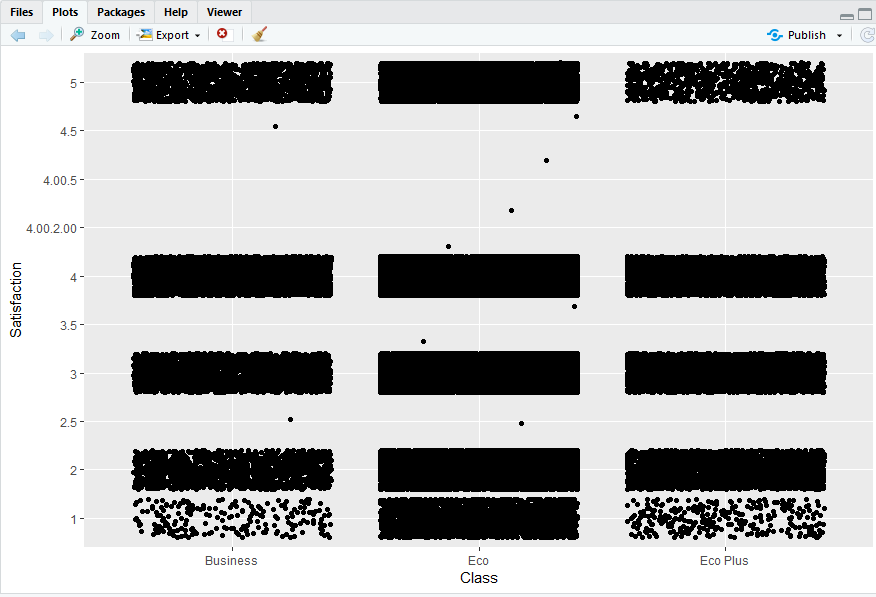 Files Plots Packages Help Viewer
Zoom Export Publish
5
4.5
4.00.5
4.00.2.00
4
3.5
3
2.5
2
1
Satisfaction
Business Eco Eco Plus
Class